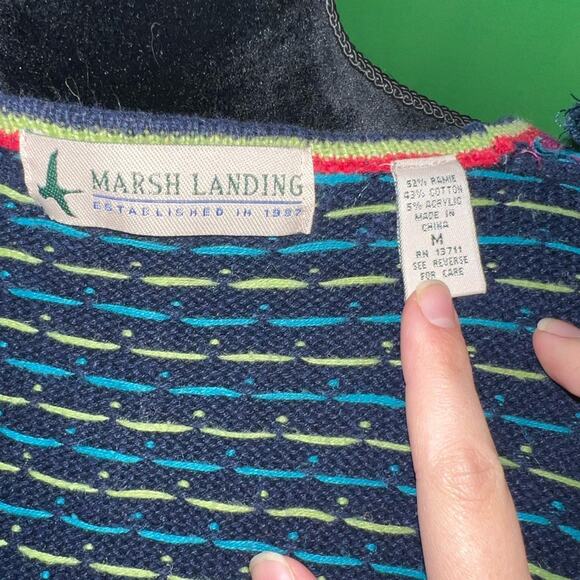 MARSH LANDING
ESTABLISHED IN 1987
52% RAMIE
43% COTTON
5% ACRYLIC
MADE IN
CHINA
M
RN 13711
SEE REVERSE
FOR CARE